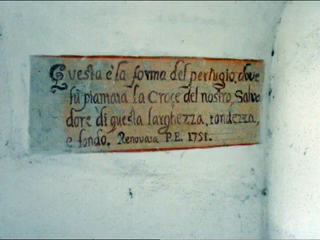 Questa è la forma del pertugio, dove
fù piantata la Croce del nostro Salva
dore di questa larghezza, rondezza,
e fondo. Renovata P.E. 1751.